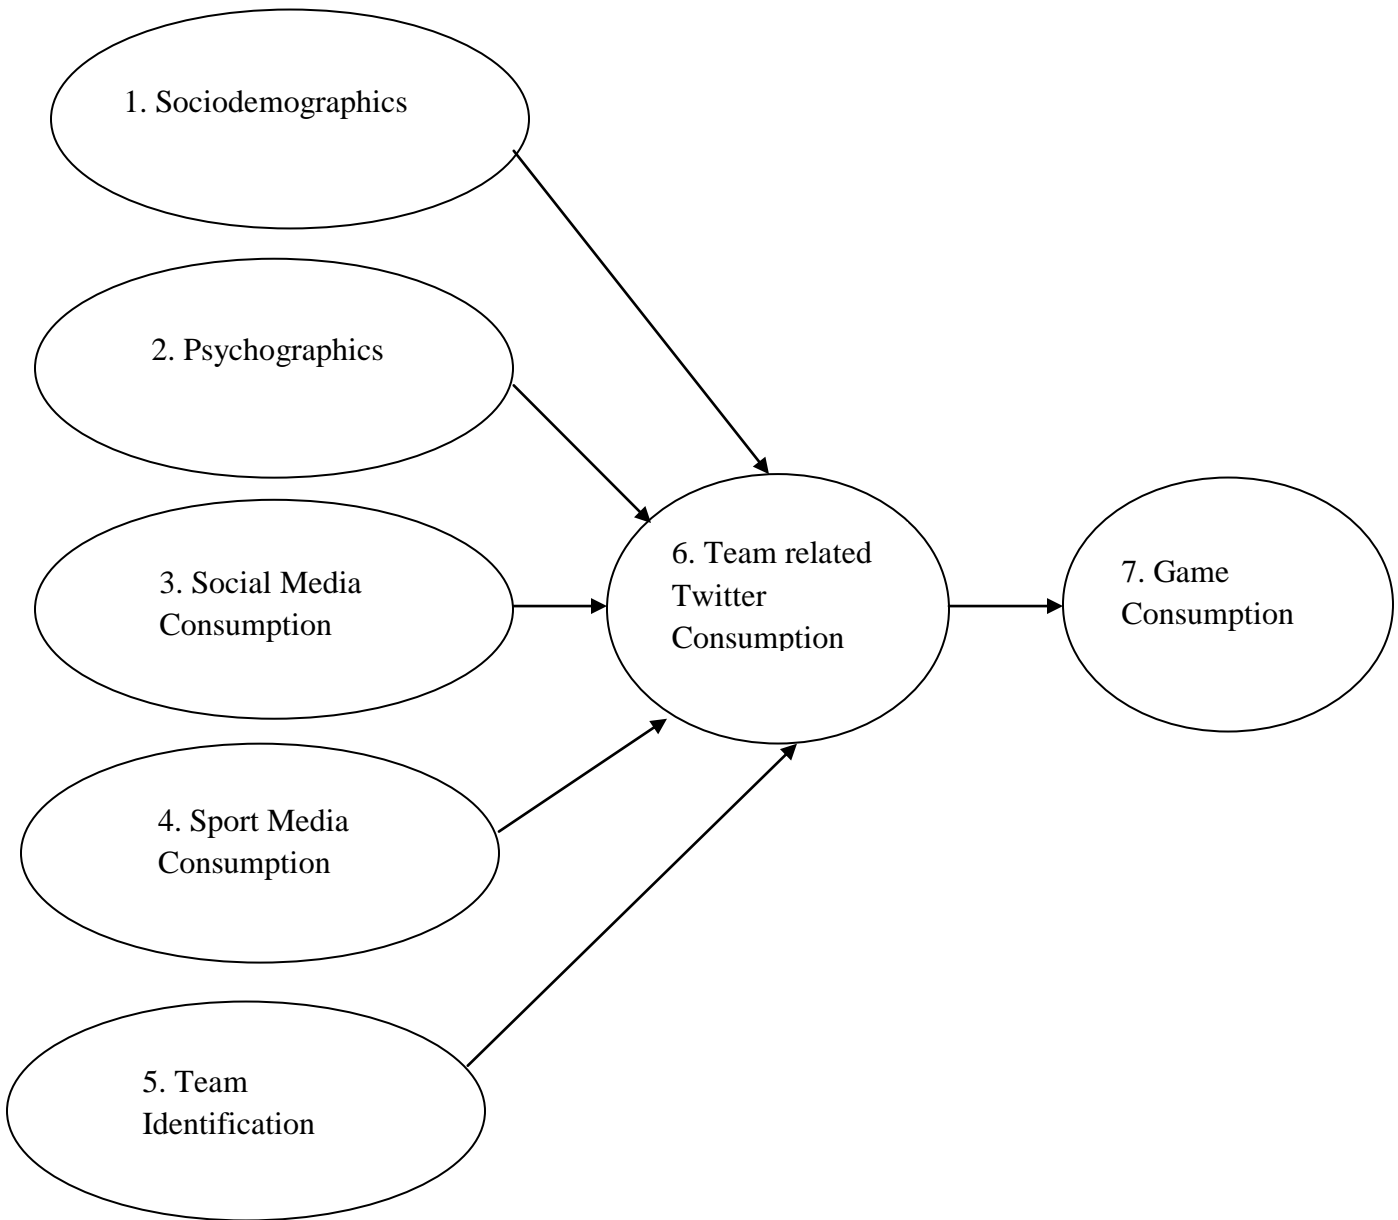 1. Sociodemographics
2. Psychographics
3. Social Media
Consumption
4. Sport Media
Consumption
5. Team
Identification
6. Team related
Twitter
Consumption
7. Game
Consumption